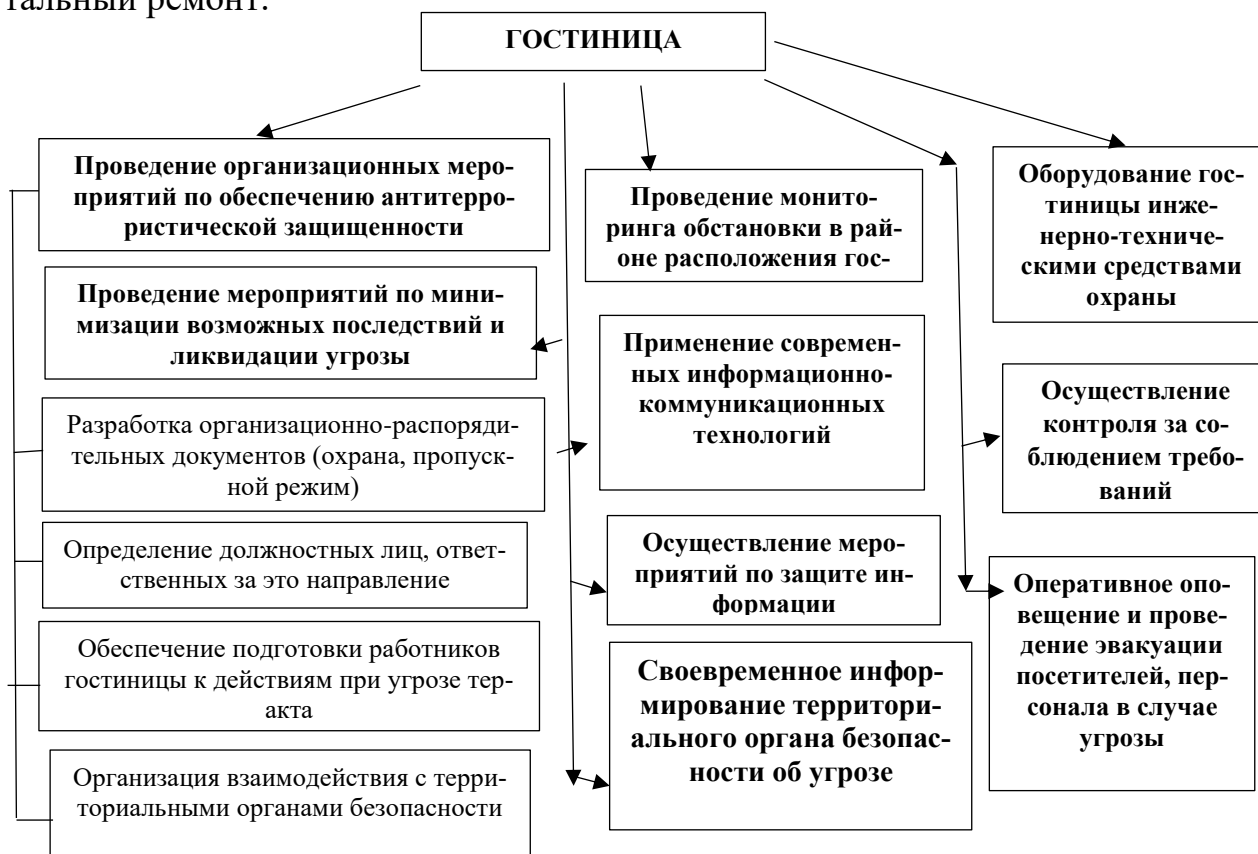 тальный ремонт.
ГОСТИНИЦА
Проведение организационных меро-
приятий по обеспечению антитерро-
ристической защищенности
Проведение мероприятий по мини-
мизации возможных последствий и
ликвидации угрозы
Разработка организационно-распоряди-
тельных документов (охрана, пропуск-
ной режим)
Определение должностных лиц, ответ-
ственных за это направление
Обеспечение подготовки работников
гостиницы к действиям при угрозе тер-
акта
Организация взаимодействия с терри-
ториальными органами безопасности
Проведение монито-
ринга обстановки в рай-
оне расположения гос-
Применение современ-
ных информационно-
коммуникационных
технологий
Осуществление меро-
приятий по защите ин-
формации
Своевременное инфор-
мирование территори-
ального органа безопас-
ности об угрозе
Оборудование гос-
тиницы инже-
нерно-техниче-
скими средствами
охраны
Осуществление
контроля за со-
блюдением требо-
ваний
Оперативное опо-
вещение и прове-
дение эвакуации
посетителей, пер-
сонала в случае
угрозы